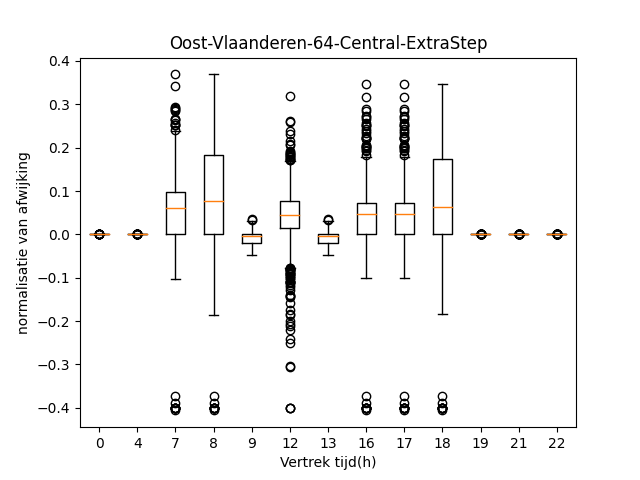 Oost-Vlaanderen-64-Central-ExtraStep
normalisatie van afwijking
0.4
0.3
0.2
0.1
0.0
−0.1
−0.2
−0.3
−0.4
0 4 7 8 9 12 13 16 17 18 19 21 22
Vertrek tijd(h)